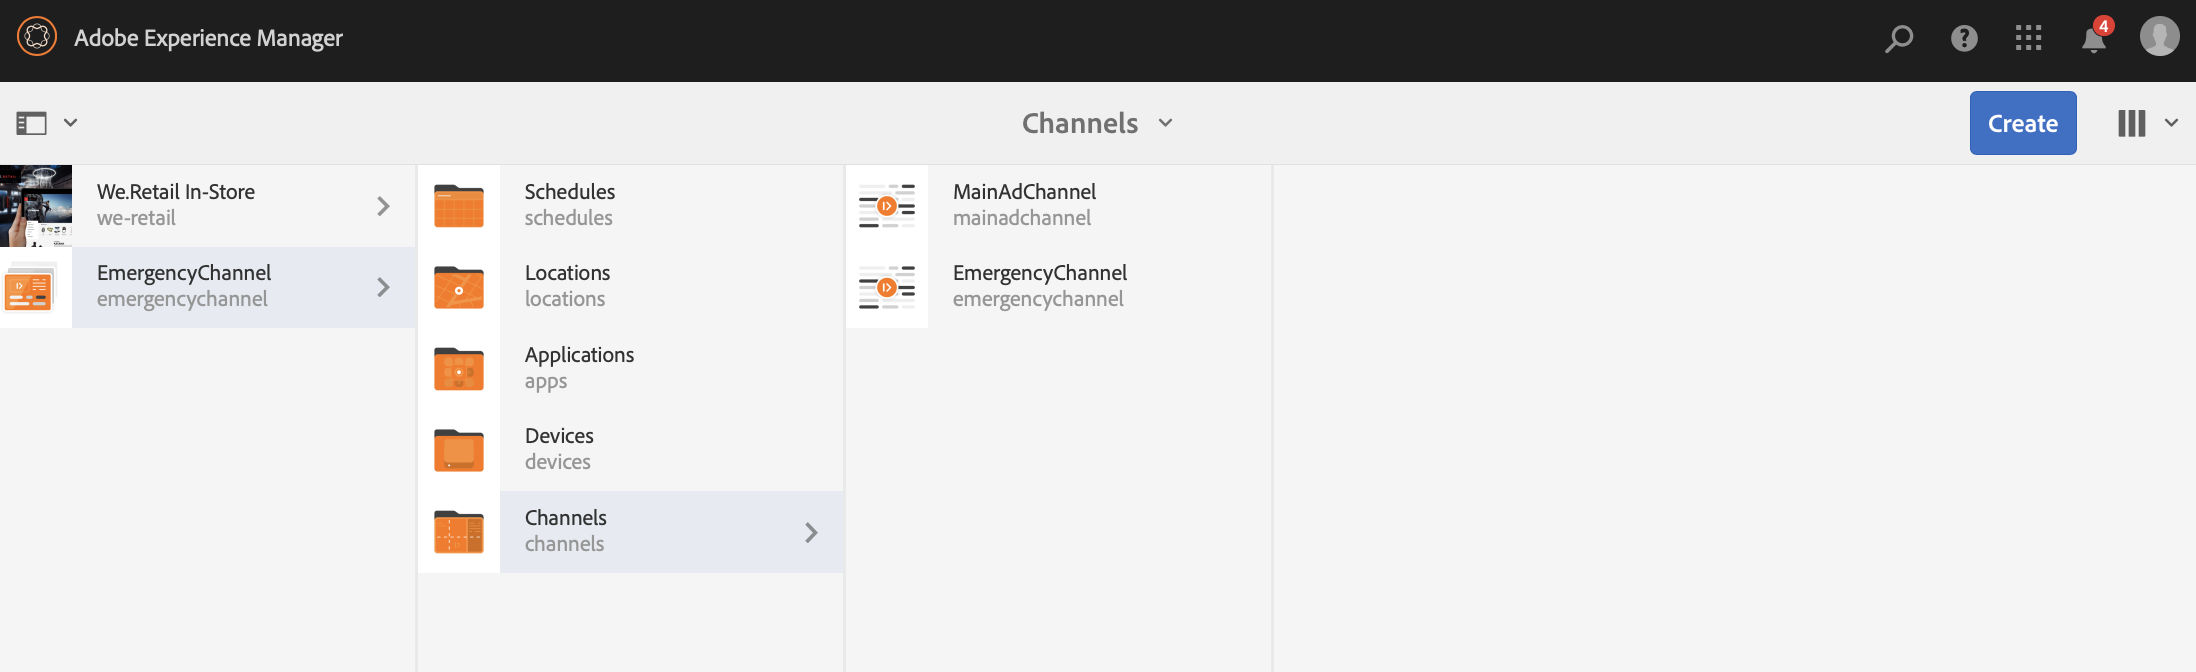 Adobe Experience Manager
4
Channels
Create
We.Retail In-Store
we-retail
EmergencyChannel
emergencychannel
Schedules
schedules
Locations
locations
Applications
apps
Devices
devices
Channels
channels
MainAdChannel
mainadchannel
EmergencyChannel
emergencychannel